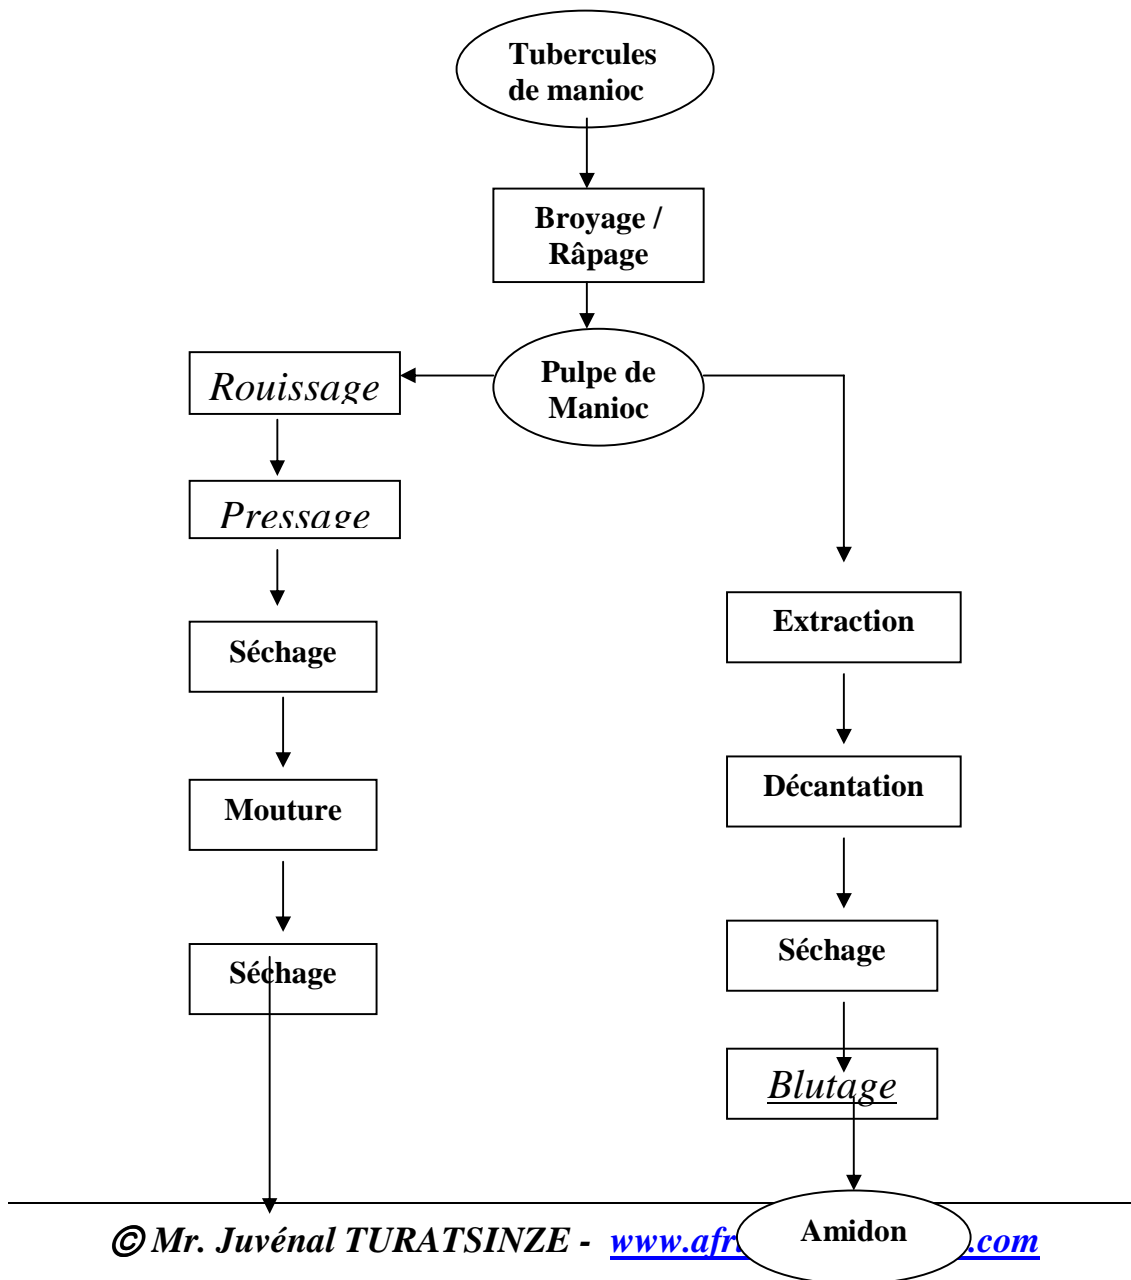 Tubercules
de manioc
Broyage /
Râpage
Pulpe de
Manioc
Rouissage
Pressage
Séchage
Mouture
Séchage
Extraction
Décantation
Séchage
Blutage
Amidon
© Mr. Juvénal TURATSINZE - www.afr .com